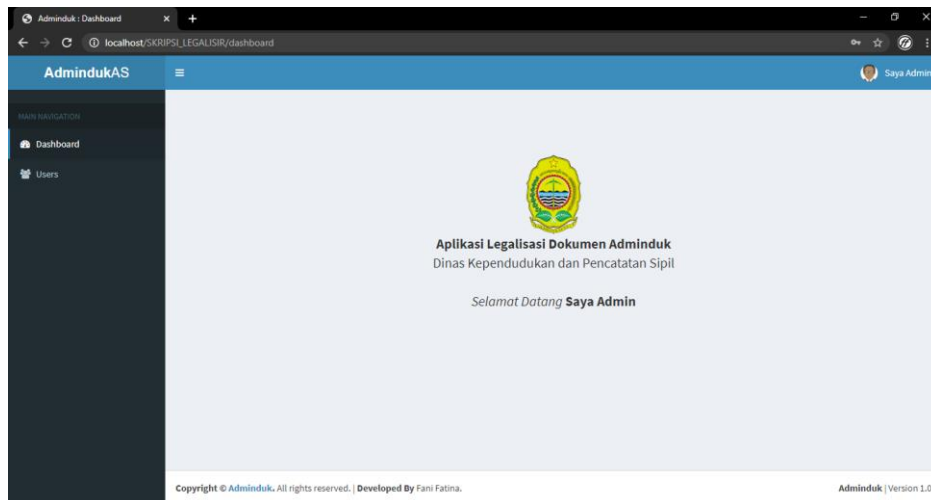 Adminduk : Dashboard
localhost/SKRIPSI_LEGALISIR/dashboard
AdmindukAS
Saya Admin
MAIN NAVIGATION
Dashboard
Users
Aplikasi Legalisasi Dokumen Adminduk
Dinas Kependudukan dan Pencatatan Sipil
Selamat Datang Saya Admin
Copyright © Adminduk. All rights reserved. | Developed By Fani Fatina.
Adminduk | Version 1.0